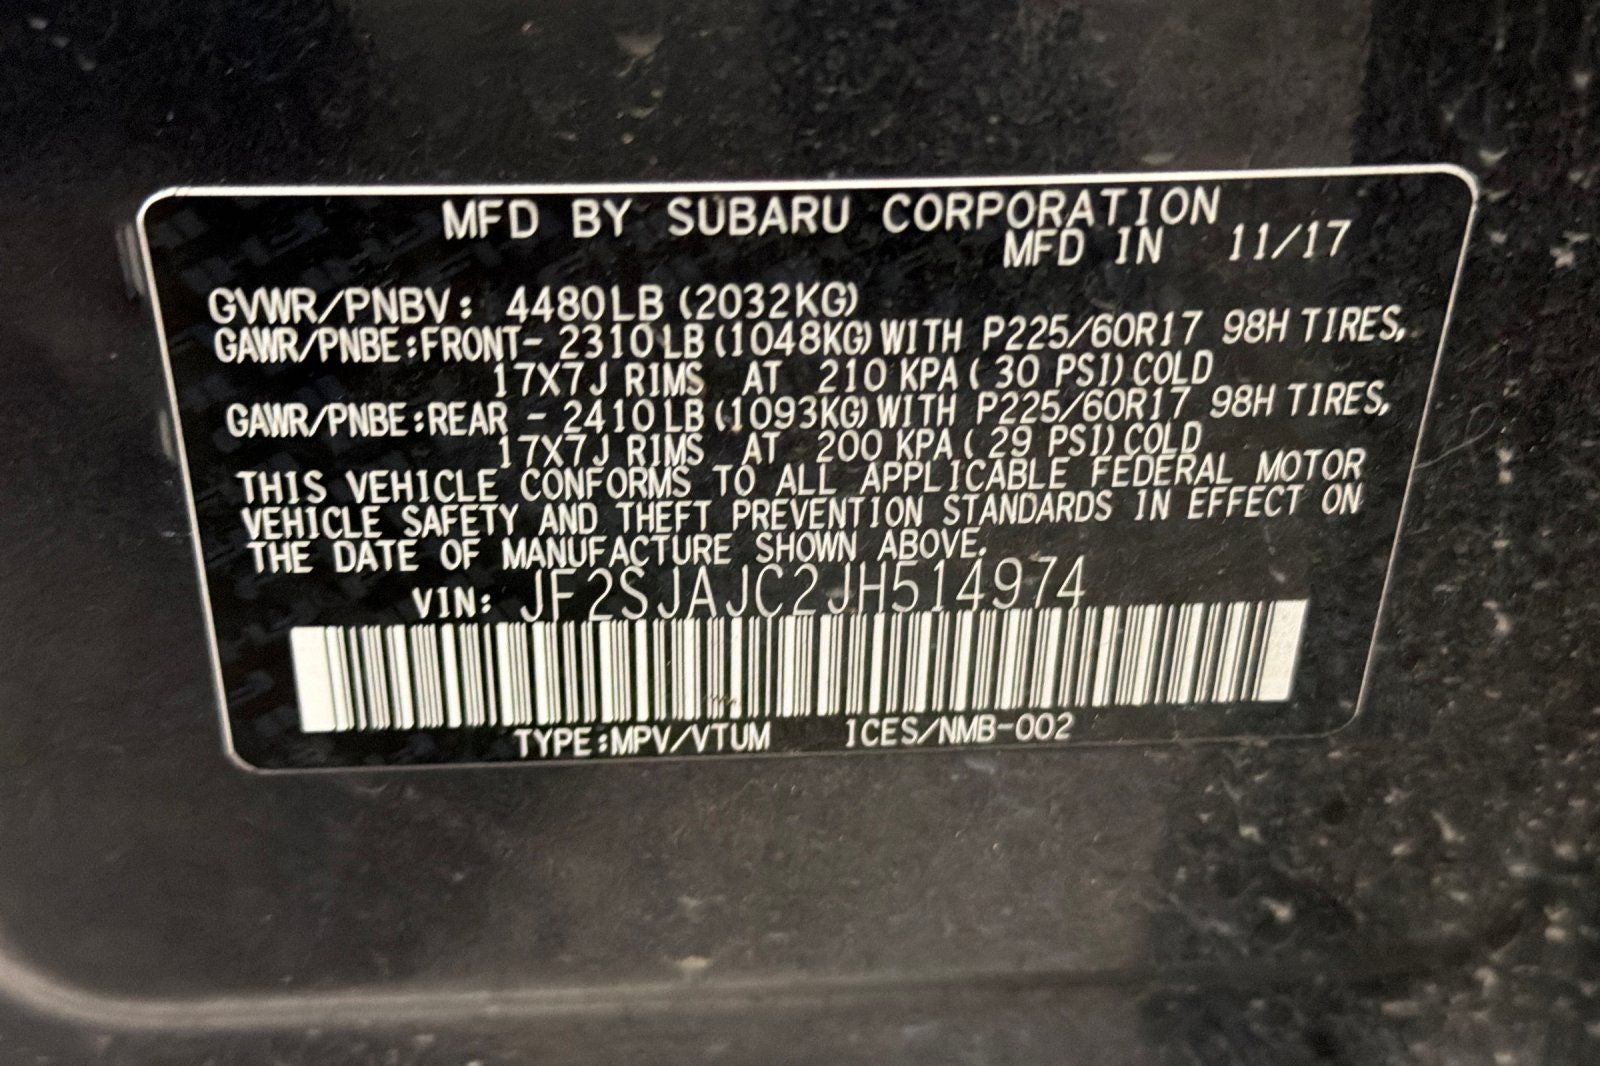 MFD BY SUBARU CORPORATION
MFD IN 11/17
GVWR/PNBV: 4480LB (2032KG)
GAWR/PNBE:FRONT- 2310LB (1048KG) WITH P225/60R17 98H TIRES,
17X7J RIMS AT 210 KPA ( 30 PSI) COLD
GAWR/PNBE:REAR - 2410LB (1093KG) WITH P225/60R17 98H TIRES,
17X7J RIMS AT 200 KPA ( 29 PSI) COLD
THIS VEHICLE CONFORMS TO ALL APPLICABLE FEDERAL MOTOR
VEHICLE SAFETY AND THEFT PREVENTION STANDARDS IN EFFECT ON
THE DATE OF MANUFACTURE SHOWN ABOVE.
VIN: JF2SJAJC2JH514974
TYPE:MPV/VTUM ICES/NMB-002